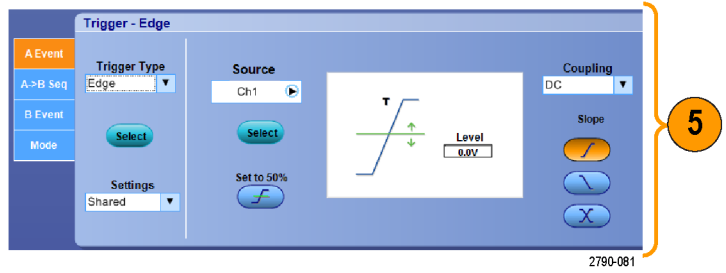 Trigger - Edge
A Event
A->B Seq
B Event
Mode
Trigger Type
Edge
Select
Settings
Shared
Source
Ch1
Select
Set to 50%
T
Level
0.0V
Coupling
DC
Slope
5
2790-081